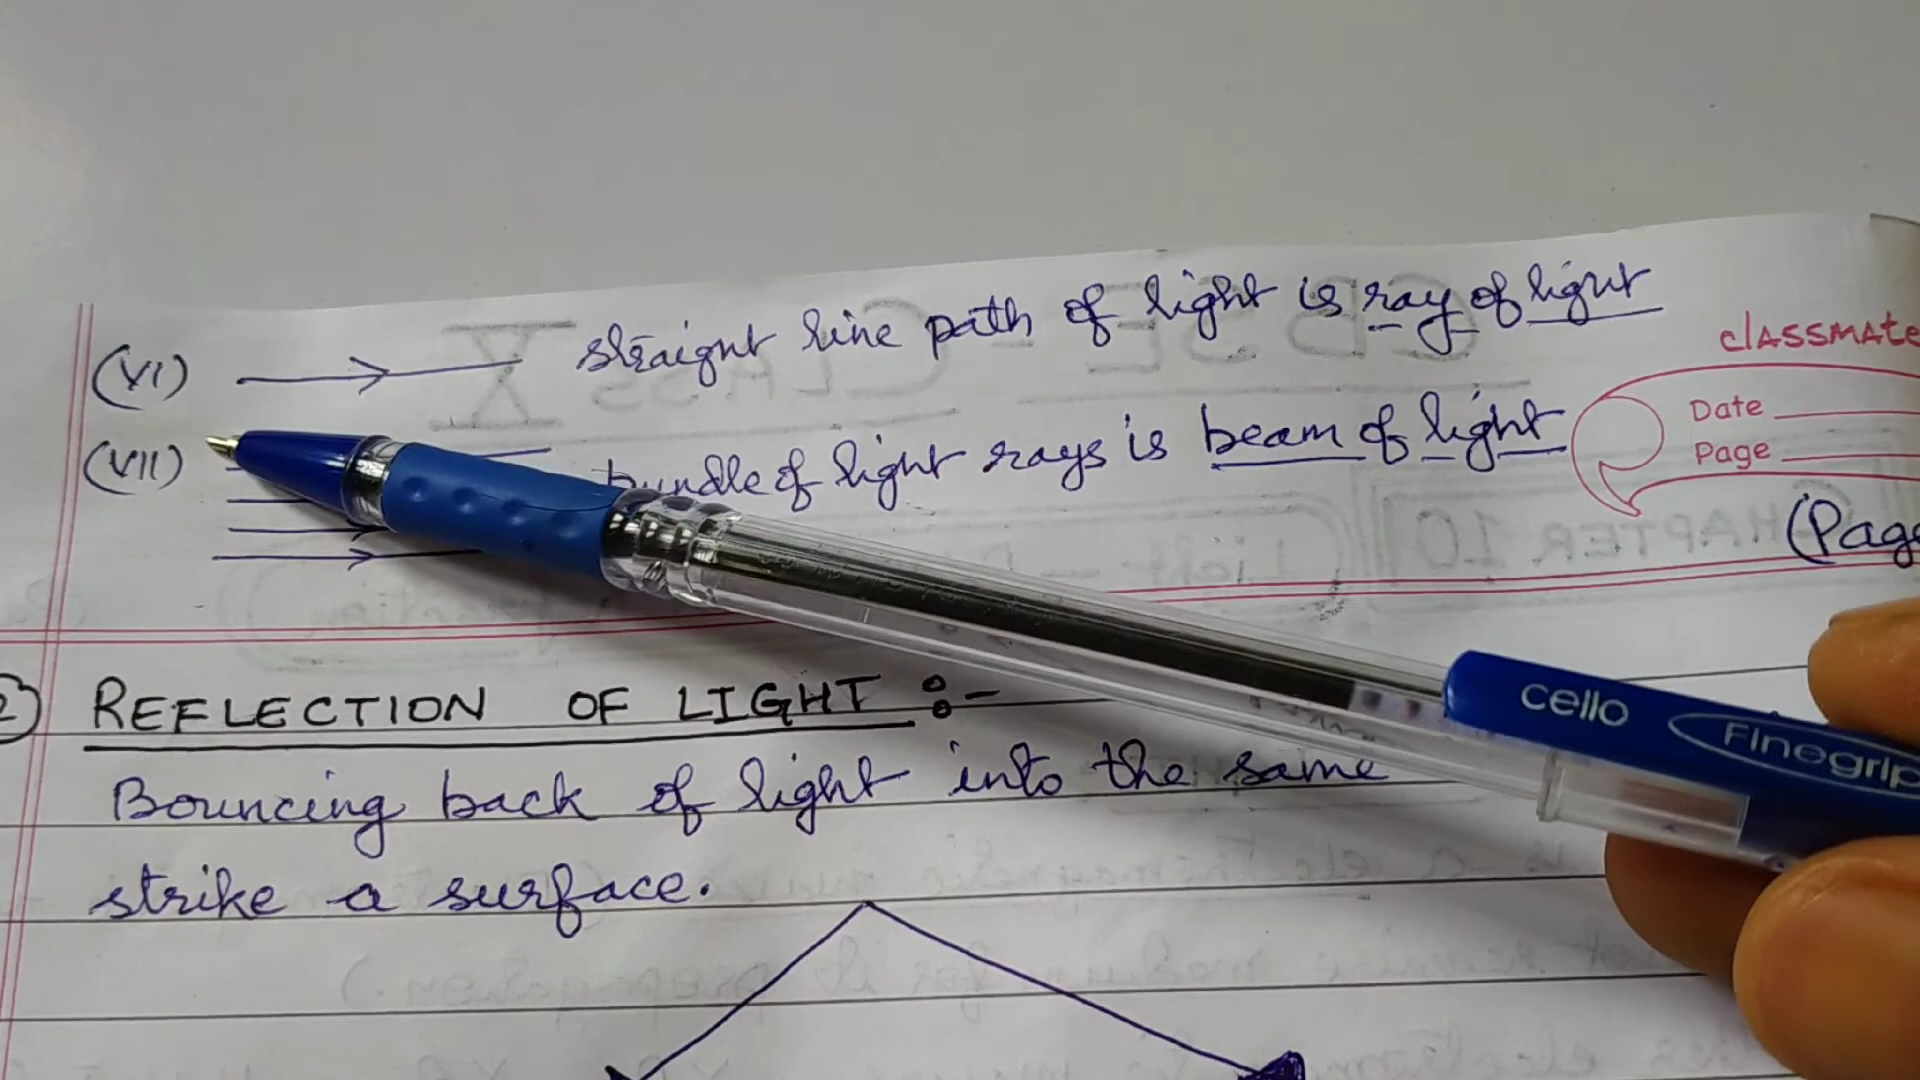 (VI) straight line path of light is ray of light
classmate
Date
Page
(VII) bundle of light rays is beam of light
(Page
2) REFLECTION OF LIGHT :-
cello Finegrip
Bouncing back of light into the same
strike a surface.